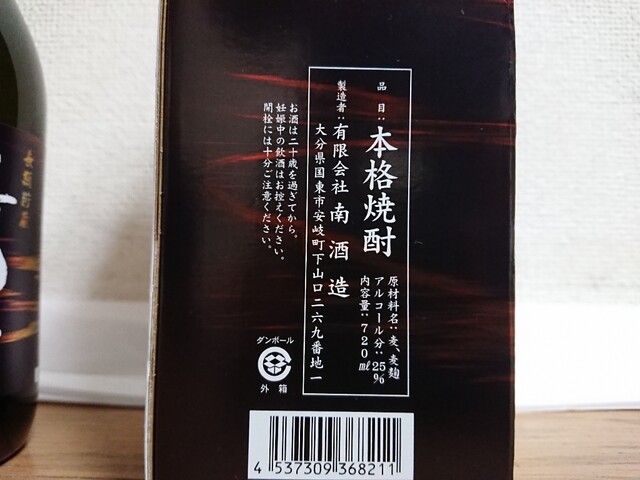 品目：本格焼酎
原材料名：麦、麦麹
アルコール分：25%
内容量：720ml
製造者：有限会社 南酒造
大分県国東市安岐町下山口二六九番地一
お酒は二十歳を過ぎてから。
妊娠中の飲酒はお控えください。
開栓には十分ご注意ください。
ダンボール
外箱
4 537309 368211
長期貯蔵